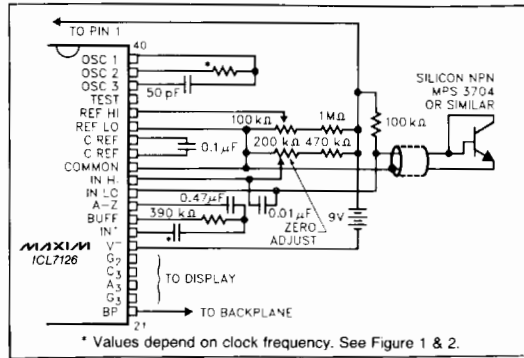 TO PIN 1
40
OSC 1
OSC 2
OSC 3
TEST
REF HI
REF LO
C REF
C REF
COMMON
IN HI
IN LO
A-Z
BUFF
IN*
V−
G2
C3
A3
G3
BP
21
*
50 pF
100 kΩ
1MΩ
200 kΩ
470 kΩ
0.1 µF
0.47µF
390 kΩ
*
0.01 µF
ZERO
ADJUST
9V
100 kΩ
SILICON NPN
MPS 3704
OR SIMILAR
MAXIM
ICL7126
TO DISPLAY
TO BACKPLANE
* Values depend on clock frequency. See Figure 1 & 2.